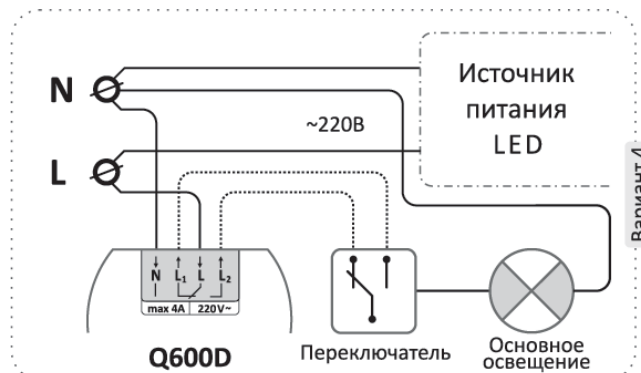 N
Источник
питания
LED
~220В
L
Вариант 4
N L₁ L L₂
max 4A 220V~
Q600D
Переключатель
Основное
освещение